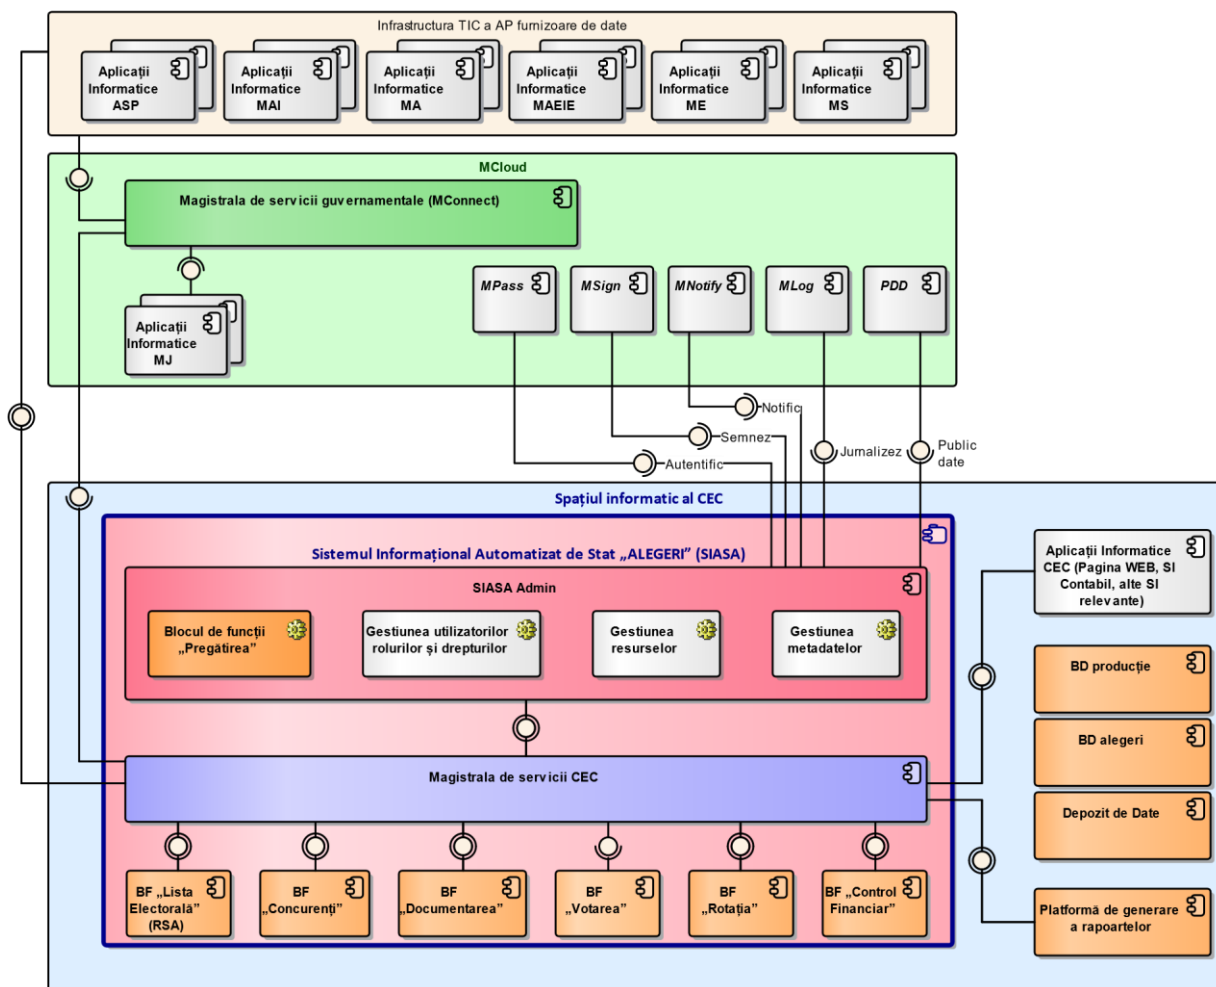 Infrastructura TIC a AP furnizoare de date
Aplicații
Informatice
ASP
Aplicații
Informatice
MAI
Aplicații
Informatice
MA
Aplicații
Informatice
MAEIE
Aplicații
Informatice
ME
Aplicații
Informatice
MS
MCloud
Magistrala de servicii guvernamentale (MConnect)
MPass
MSign
MNotify
MLog
PDD
Aplicații
Informatice
MJ
Notific
Semnez
Autentific
Jurnalizez
Public
date
Spațiul informatic al CEC
Sistemul Informațional Automatizat de Stat „ALEGERI” (SIASA)
SIASA Admin
Blocul de funcții
„Pregătirea”
Gestiunea utilizatorilor
rolurilor și drepturilor
Gestiunea
resurselor
Gestiunea
metadatelor
Aplicații Informatice
CEC (Pagina WEB, SI
Contabil, alte SI
relevante)
BD producție
BD alegeri
Magistrala de servicii CEC
Depozit de Date
BF „Lista
Electorală”
(RSA)
BF
„Concurenți”
BF
„Documentarea”
BF
„Votarea”
BF
„Rotația”
BF „Control
Financiar”
Platformă de generare
a rapoartelor